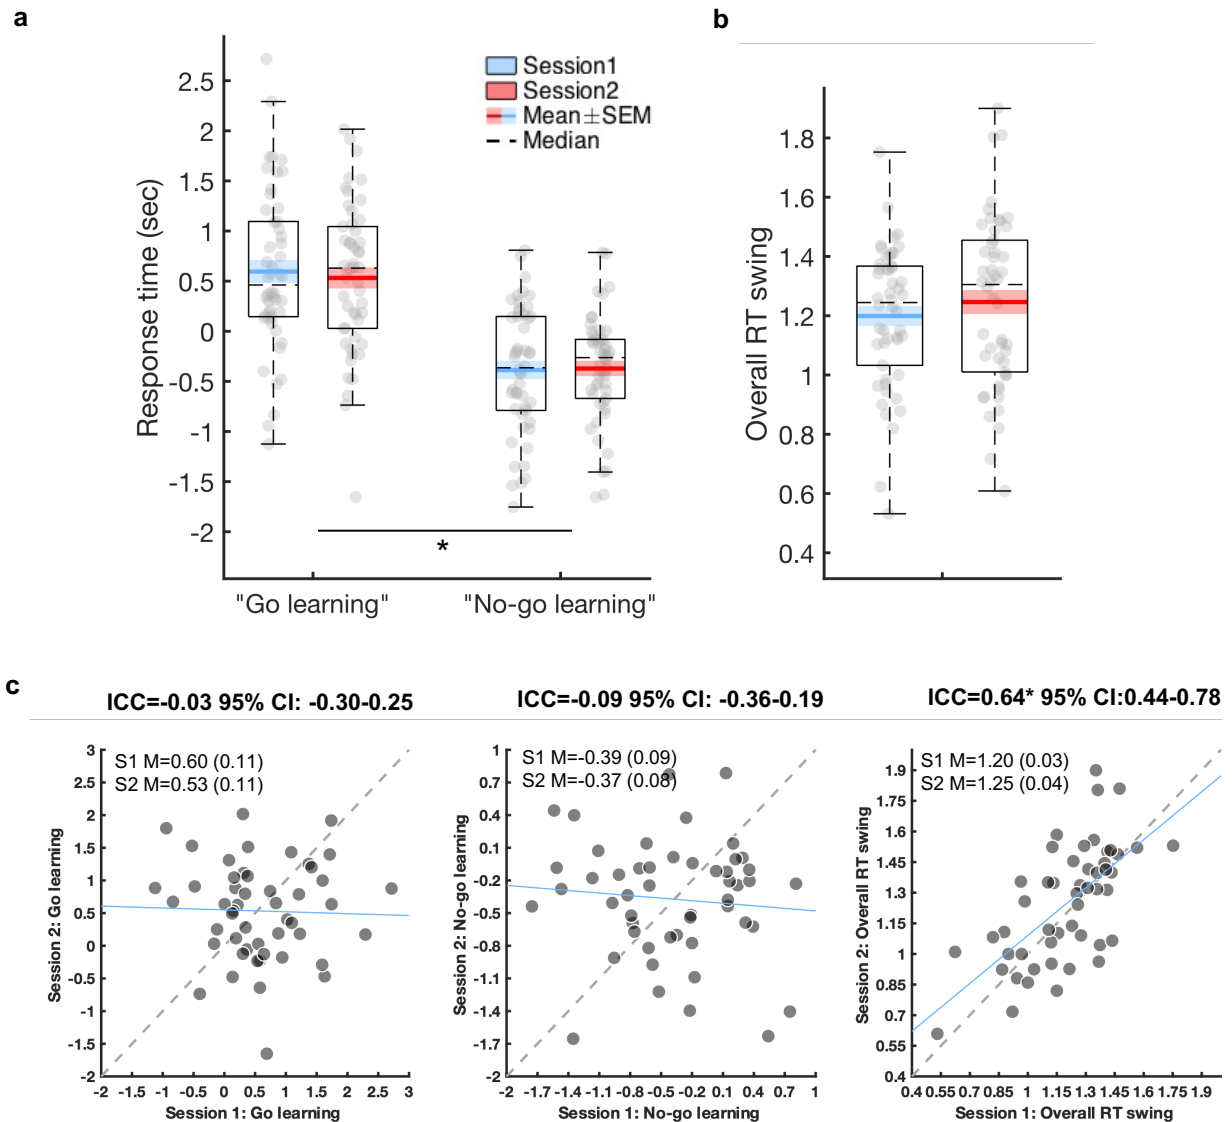 a
b
Session1
Session2
Mean±SEM
Median
Response time (sec)
2.5
2
1.5
1
0.5
0
-0.5
-1
-1.5
-2
*
"Go learning"
"No-go learning"
Overall RT swing
1.8
1.6
1.4
1.2
1
0.8
0.6
0.4
c
ICC=-0.03 95% CI: -0.30-0.25
S1 M=0.60 (0.11)
S2 M=0.53 (0.11)
Session 2: Go learning
3
2.5
2
1.5
1
0.5
0
-0.5
-1
-1.5
-2
-2 -1.5 -1 -0.5 0 0.5 1 1.5 2 2.5 3
Session 1: Go learning
ICC=-0.09 95% CI: -0.36-0.19
S1 M=-0.39 (0.09)
S2 M=-0.37 (0.08)
Session 2: No-go learning
1
0.7
0.4
0.1
-0.2
-0.5
-0.8
-1.1
-1.4
-1.7
-2
-2 -1.7 -1.4 -1.1 -0.8 -0.5 -0.2 0.1 0.4 0.7 1
Session 1: No-go learning
ICC=0.64* 95% CI:0.44-0.78
S1 M=1.20 (0.03)
S2 M=1.25 (0.04)
Session 2: Overall RT swing
1.9
1.75
1.6
1.45
1.3
1.15
1
0.85
0.7
0.55
0.4
0.4 0.55 0.7 0.85 1 1.15 1.3 1.45 1.6 1.75 1.9
Session 1: Overall RT swing